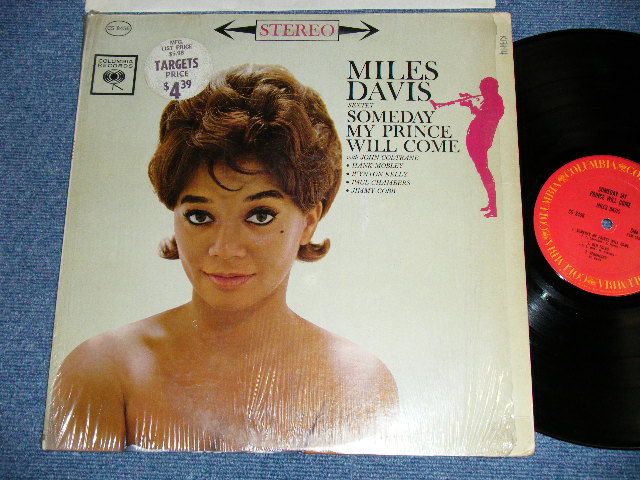 STEREO
COLUMBIA
RECORDS
MFG.
LIST PRICE
$5.98
TARGETS
PRICE
$4.39
MILES
DAVIS
SEXTET
SOMEDAY
MY PRINCE
WILL COME
with JOHN COLTRANE
• HANK MOBLEY
• WYNTON KELLY
• PAUL CHAMBERS
• JIMMY COBB
COLUMBIA
SOMEDAY MY
PRINCE WILL COME
MILES DAVIS